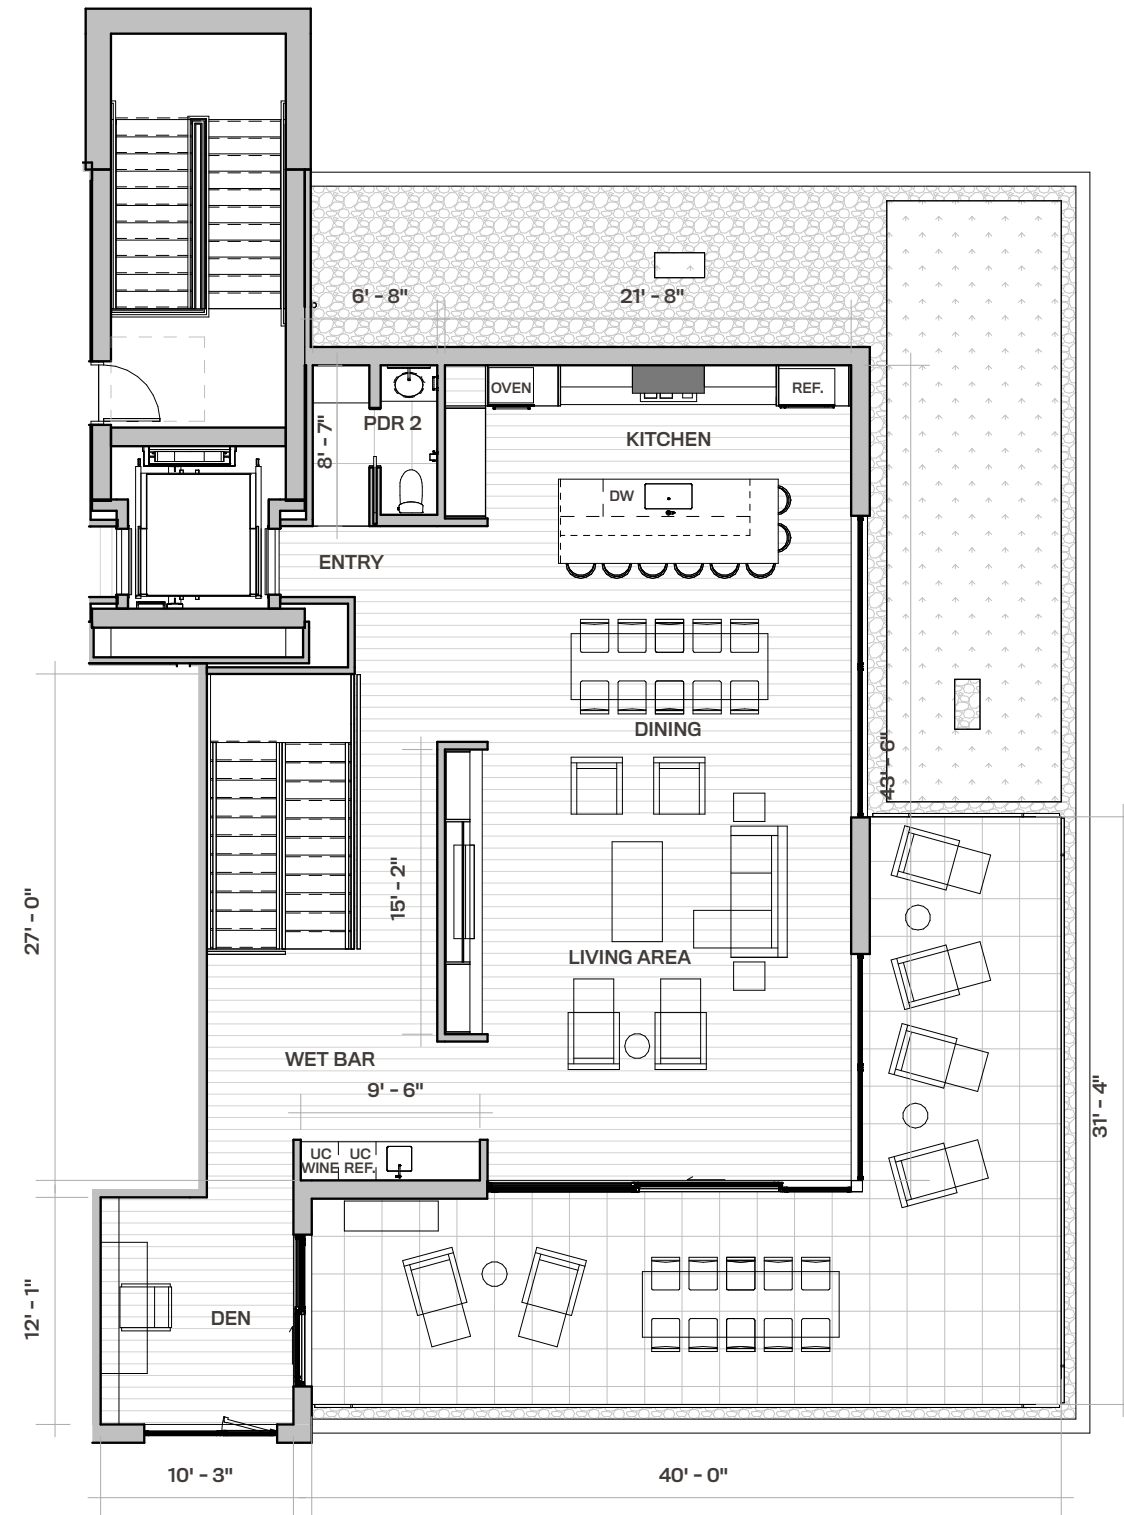 6' - 8"
21' - 8"
OVEN
REF.
8' - 7"
PDR 2
KITCHEN
DW
ENTRY
DINING
43' - 6"
27' - 0"
15' - 2"
LIVING AREA
WET BAR
9' - 6"
31' - 4"
UC
WINE
UC
REF.
12' - 1"
DEN
10' - 3"
40' - 0"